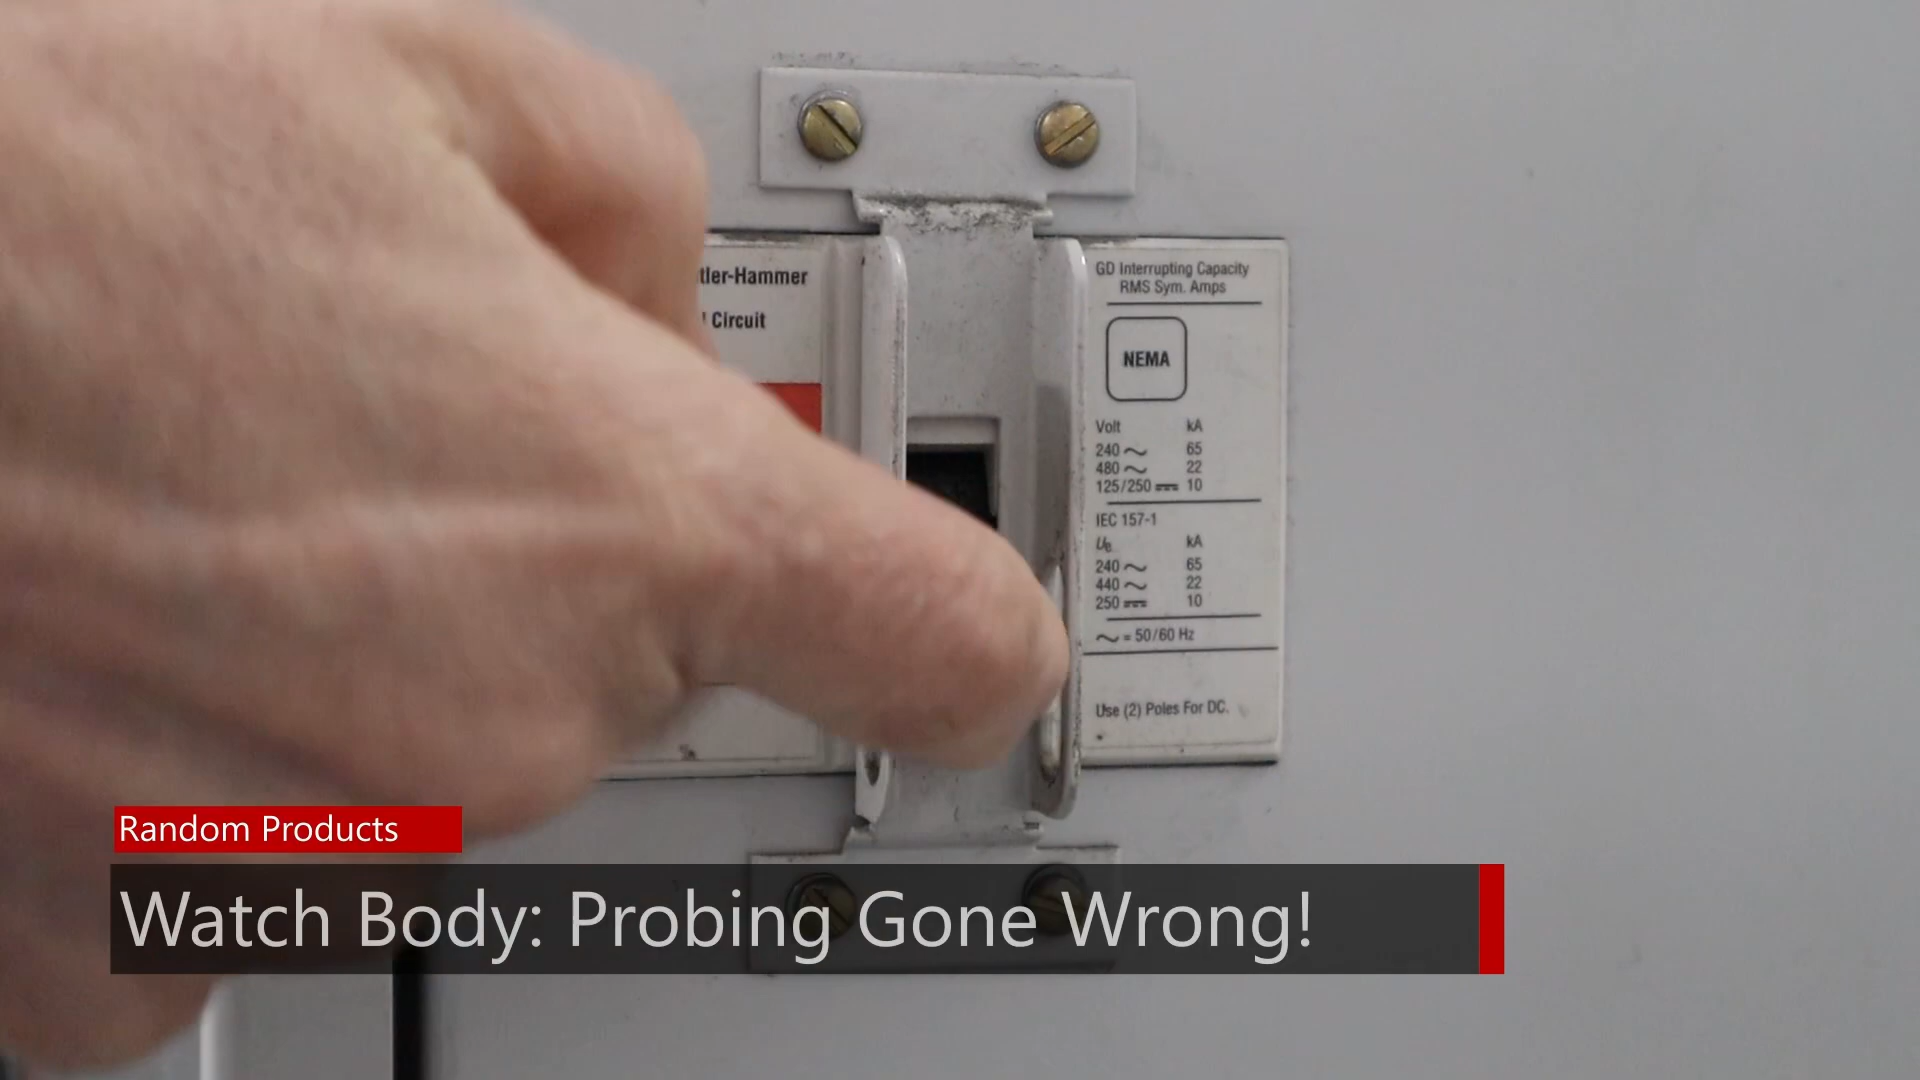 tler-Hammer
Circuit
GD Interrupting Capacity
RMS Sym. Amps
NEMA
Volt kA
240 ~ 65
480 ~ 22
125/250 ⎓ 10
IEC 157-1
Ue kA
240 ~ 65
440 ~ 22
250 ⎓ 10
~ = 50/60 Hz
Use (2) Poles For DC.
Random Products
Watch Body: Probing Gone Wrong!